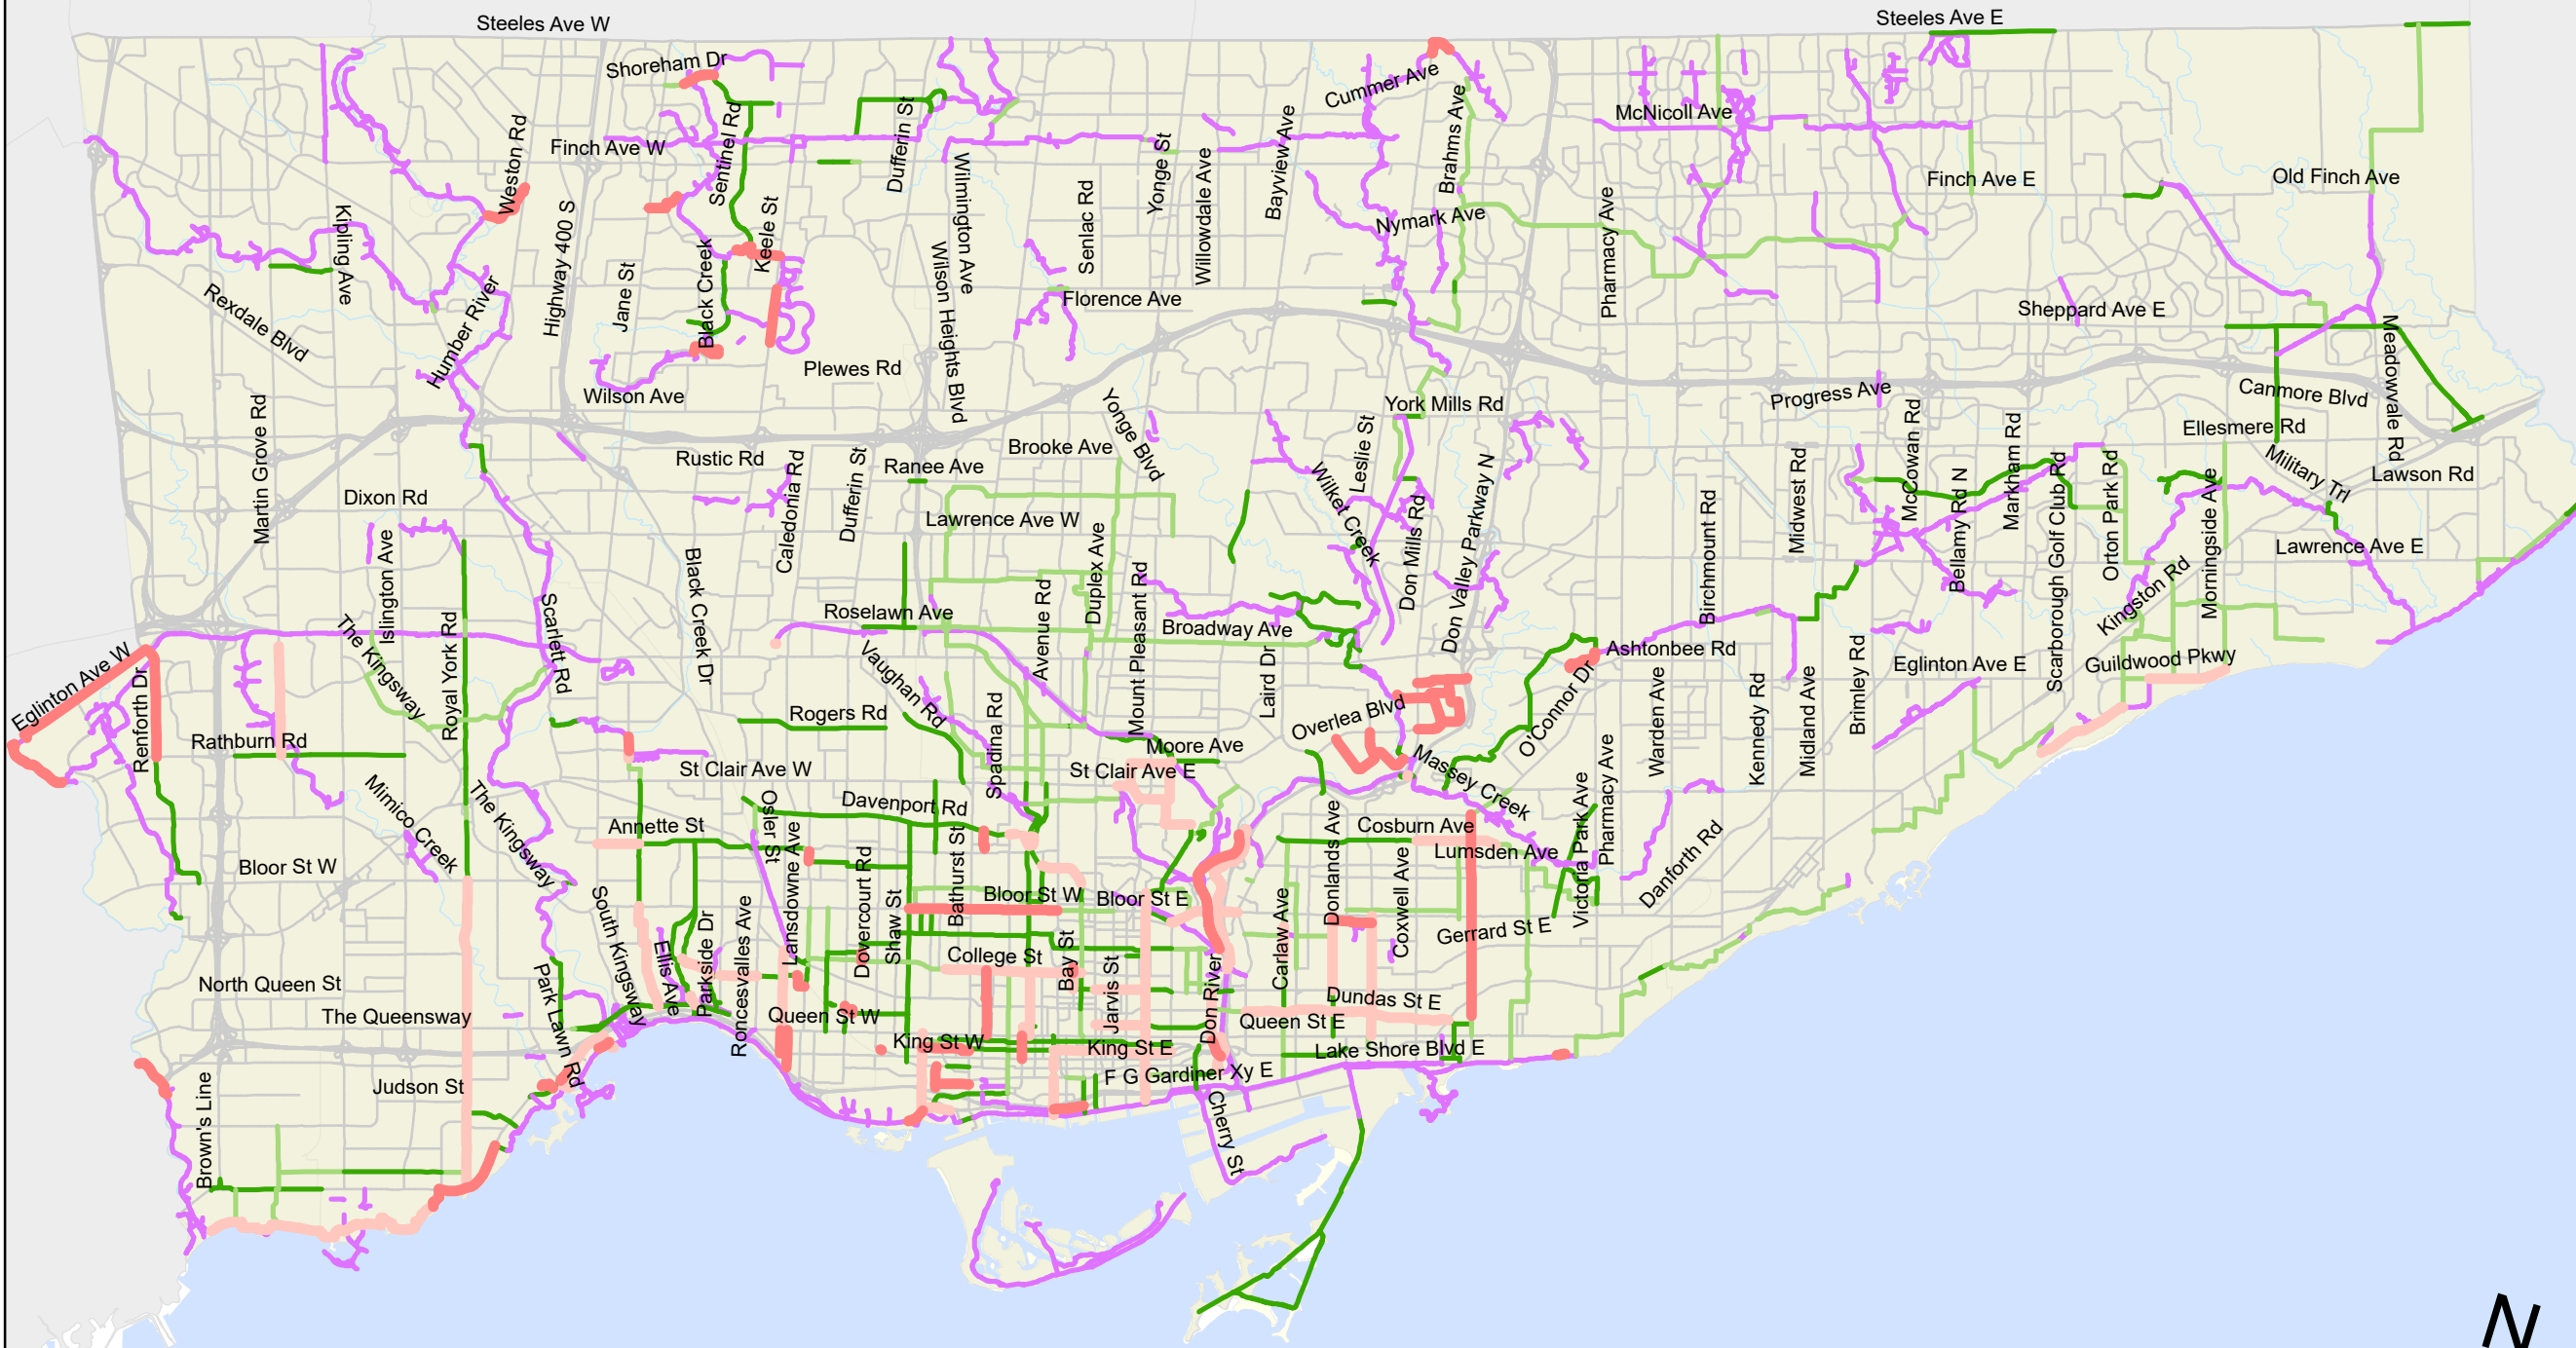 Steeles Ave W
Steeles Ave E
Shoreham Dr
Cummer Ave
McNicoll Ave
Weston Rd
Finch Ave W
Sentinel Rd
Dufferin St
Wilmington Ave
Yonge St
Willowdale Ave
Bayview Ave
Brahms Ave
Finch Ave E
Old Finch Ave
Kipling Ave
Highway 400 S
Jane St
Keele St
Senlac Rd
Nymark Ave
Pharmacy Ave
Rexdale Blvd
Humber River
Black Creek
Wilson Heights Blvd
Florence Ave
Sheppard Ave E
Meadowvale Rd
Plewes Rd
Wilson Ave
Yonge Blvd
York Mills Rd
Progress Ave
Canmore Blvd
Martin Grove Rd
Rustic Rd
Ranee Ave
Brooke Ave
Leslie St
McCowan Rd
Markham Rd
Ellesmere Rd
Dixon Rd
Caledonia Rd
Dufferin St
Lawrence Ave W
Wilket Creek
Don Mills Rd
Don Valley Parkway N
Birchmount Rd
Midwest Rd
Bellamy Rd N
Scarborough Golf Club Rd
Orton Park Rd
Morningside Ave
Military Trl
Lawson Rd
Lawrence Ave E
Islington Ave
Black Creek Dr
Duplex Ave
Avenue Rd
Mount Pleasant Rd
Kingston Rd
The Kingsway
Royal York Rd
Scarlett Rd
Roselawn Ave
Broadway Ave
Ashtonbee Rd
Eglinton Ave W
Renforth Dr
Vaughan Rd
Laird Dr
O'Connor Dr
Warden Ave
Kennedy Rd
Midland Ave
Brimley Rd
Eglinton Ave E
Guildwood Pkwy
Rathburn Rd
Rogers Rd
Spadina Rd
Moore Ave
Overlea Blvd
St Clair Ave W
St Clair Ave E
Massey Creek
Pharmacy Ave
Mimico Creek
The Kingsway
Annette St
Osler St
Davenport Rd
Donlands Ave
Cosburn Ave
Victoria Park Ave
Danforth Rd
Bloor St W
Lansdowne Ave
Dovercourt Rd
Bathurst St
Lumsden Ave
South Kingsway
Ellis Ave
Parkside Dr
Roncesvalles Ave
Shaw St
Bloor St W
Bloor St E
Carlaw Ave
Coxwell Ave
Gerrard St E
North Queen St
Park Lawn Rd
College St
Bay St
Jarvis St
Don River
Dundas St E
The Queensway
Queen St W
Queen St E
King St W
King St E
Lake Shore Blvd E
Judson St
Brown's Line
F G Gardiner Xy E
Cherry St
N